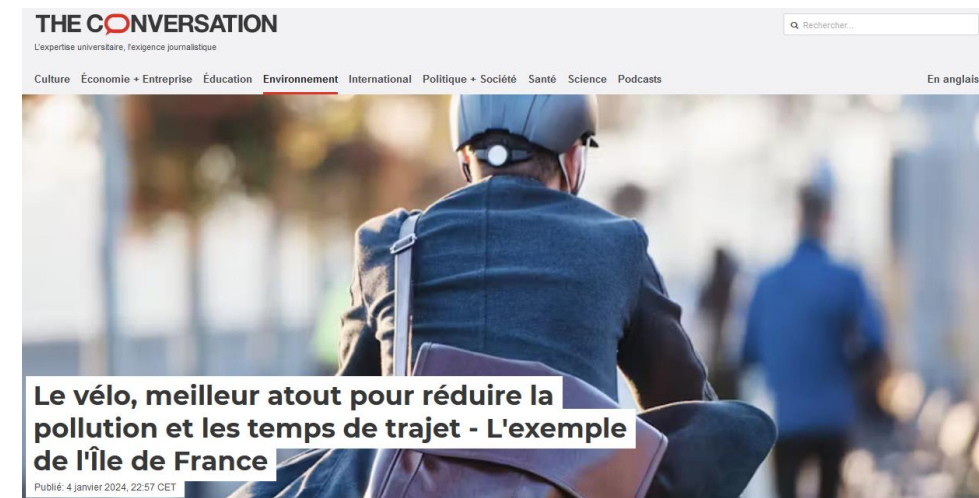 THE CONVERSATION
L'expertise universitaire, l'exigence journalistique
Rechercher...
Culture Économie + Entreprise Éducation Environnement International Politique + Société Santé Science Podcasts
En anglais
Le vélo, meilleur atout pour réduire la
pollution et les temps de trajet - L'exemple
de l'Île de France
Publié: 4 janvier 2024, 22:57 CET